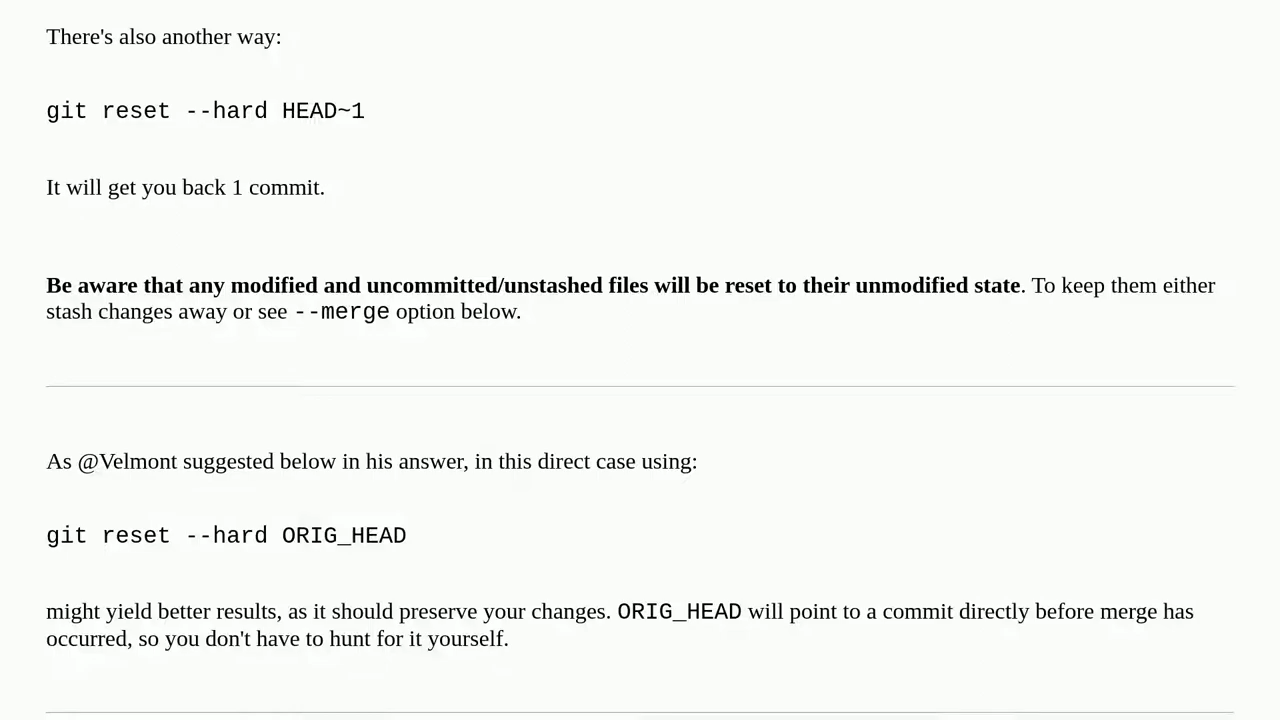 There's also another way:
git reset --hard HEAD~1
It will get you back 1 commit.
Be aware that any modified and uncommitted/unstashed files will be reset to their unmodified state. To keep them either
stash changes away or see --merge option below.
As @Velmont suggested below in his answer, in this direct case using:
git reset --hard ORIG_HEAD
might yield better results, as it should preserve your changes. ORIG_HEAD will point to a commit directly before merge has
occurred, so you don't have to hunt for it yourself.